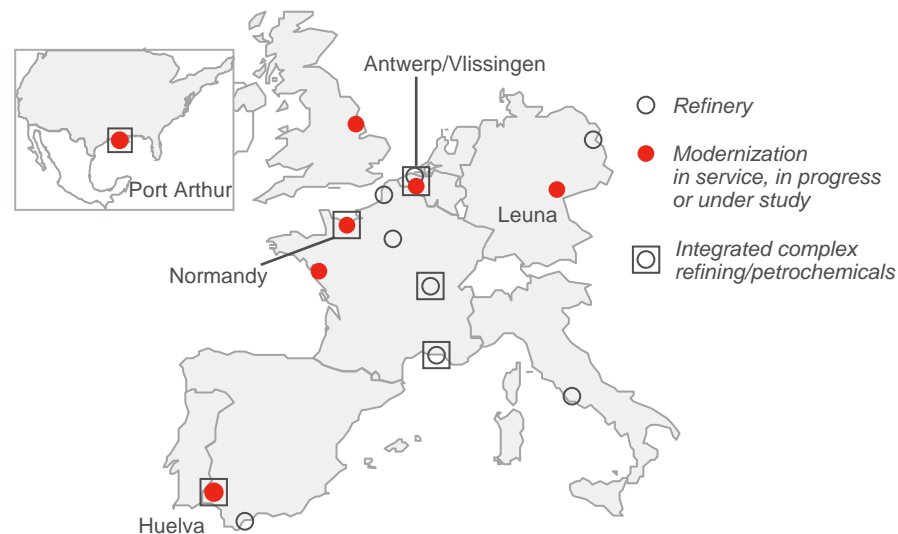 Antwerp/Vlissingen
Port Arthur
Leuna
Normandy
Huelva
Refinery
Modernization
in service, in progress
or under study
Integrated complex
refining/petrochemicals